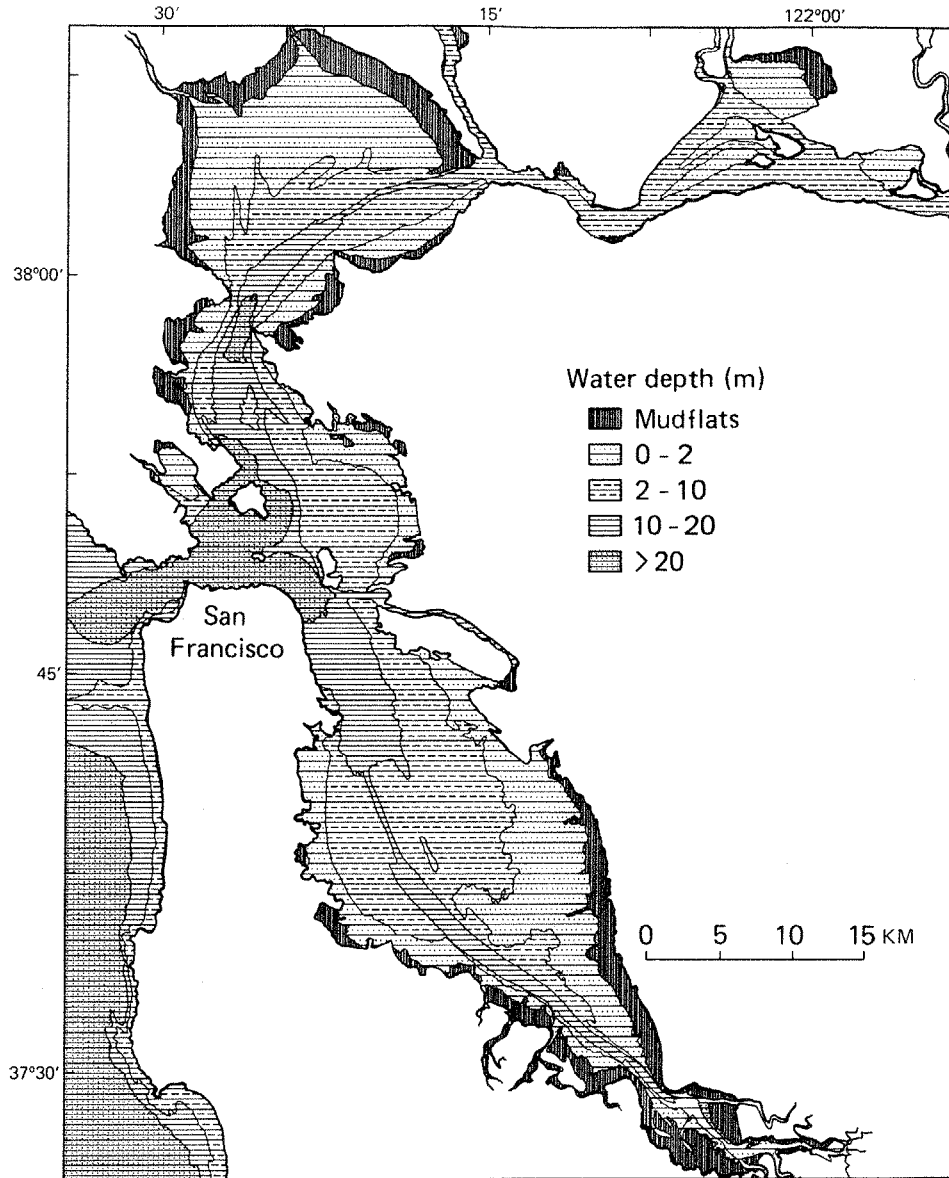 30′
15′
122°00′
38°00′
Water depth (m)
Mudflats
0 - 2
2 - 10
10 - 20
>20
San
Francisco
45′
0 5 10 15 KM
37°30′